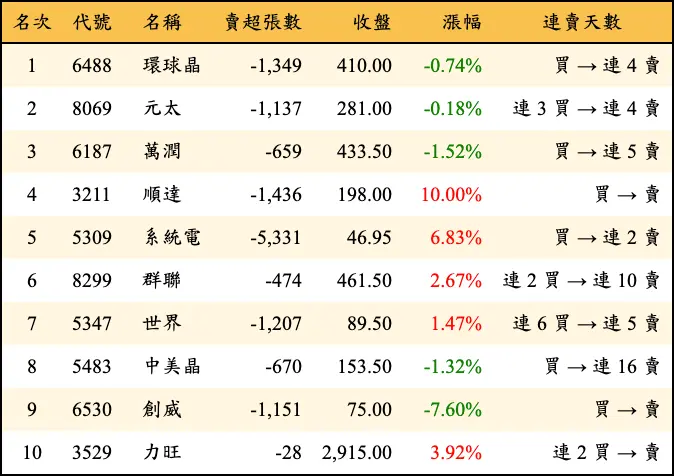 名次 代號 名稱 賣超張數 收盤 漲幅 連賣天數
1 6488 環球晶 -1,349 410.00 -0.74% 買 → 連 4 賣
2 8069 元太 -1,137 281.00 -0.18% 連 3 買 → 連 4 賣
3 6187 萬潤 -659 433.50 -1.52% 買 → 連 5 賣
4 3211 順達 -1,436 198.00 10.00% 買 → 賣
5 5309 系統電 -5,331 46.95 6.83% 買 → 連 2 賣
6 8299 群聯 -474 461.50 2.67% 連 2 買 → 連 10 賣
7 5347 世界 -1,207 89.50 1.47% 連 6 買 → 連 5 賣
8 5483 中美晶 -670 153.50 -1.32% 買 → 連 16 賣
9 6530 創威 -1,151 75.00 -7.60% 買 → 賣
10 3529 力旺 -28 2,915.00 3.92% 連 2 買 → 賣